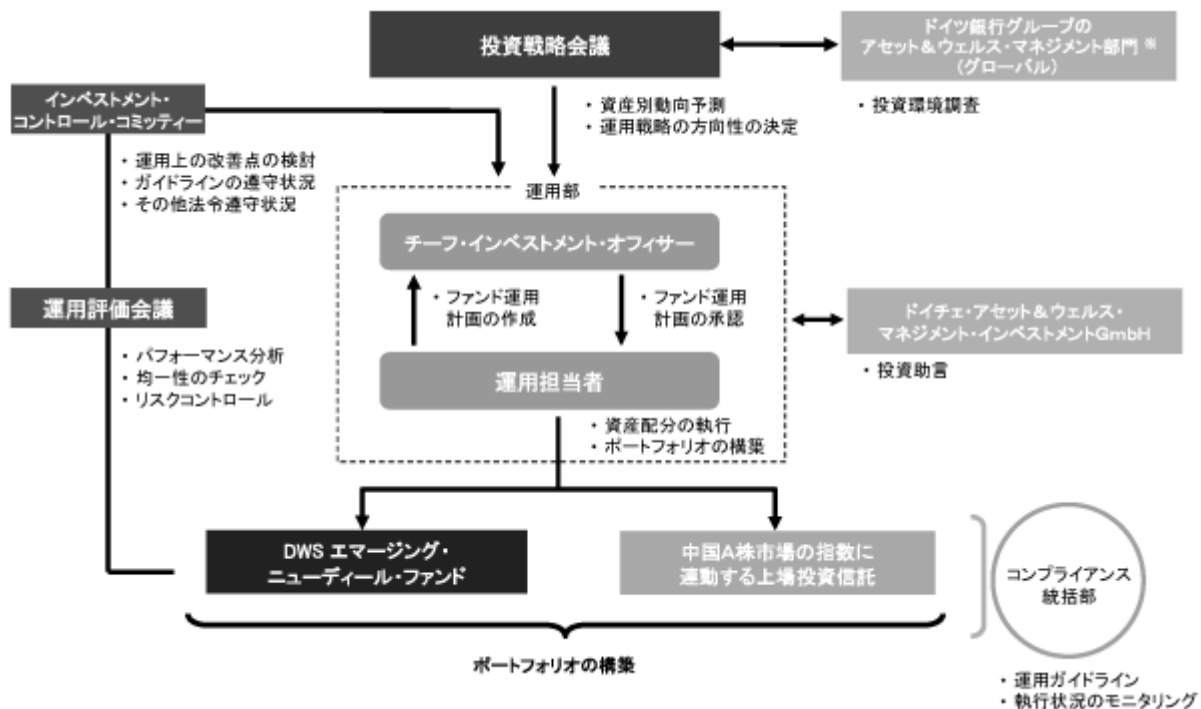 投資戦略会議
ドイツ銀行グループの
アセット&ウェルス・マネジメント部門 ※
(グローバル)
・投資環境調査
・資産別動向予測
・運用戦略の方向性の決定
インベストメント・
コントロール・コミッティー
・運用上の改善点の検討
・ガイドラインの遵守状況
・その他法令遵守状況
運用部
チーフ・インベストメント・オフィサー
・ファンド運用
計画の作成
・ファンド運用
計画の承認
運用担当者
・資産配分の執行
・ポートフォリオの構築
運用評価会議
・パフォーマンス分析
・均一性のチェック
・リスクコントロール
ドイチェ・アセット&ウェルス・
マネジメント・インベストメントGmbH
・投資助言
DWS エマージング・
ニューディール・ファンド
中国A株市場の指数に
連動する上場投資信託
コンプライアンス
統括部
ポートフォリオの構築
・運用ガイドライン
・執行状況のモニタリング